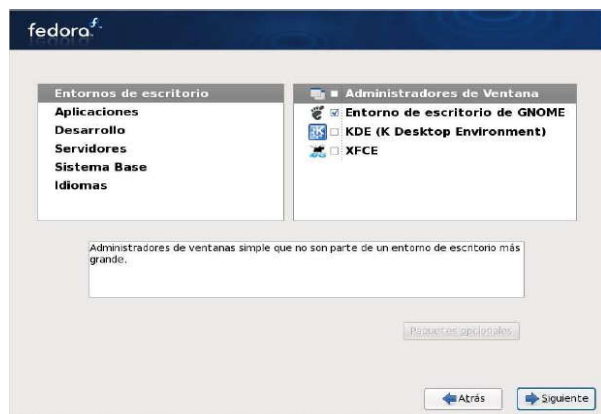 fedora
Entornos de escritorio
Aplicaciones
Desarrollo
Servidores
Sistema Base
Idiomas
Administradores de Ventana
Entorno de escritorio de GNOME
KDE (K Desktop Environment)
XFCE
Administradores de ventanas simple que no son parte de un entorno de escritorio más
grande.
Paquetes opcionales
Atrás
Siguiente